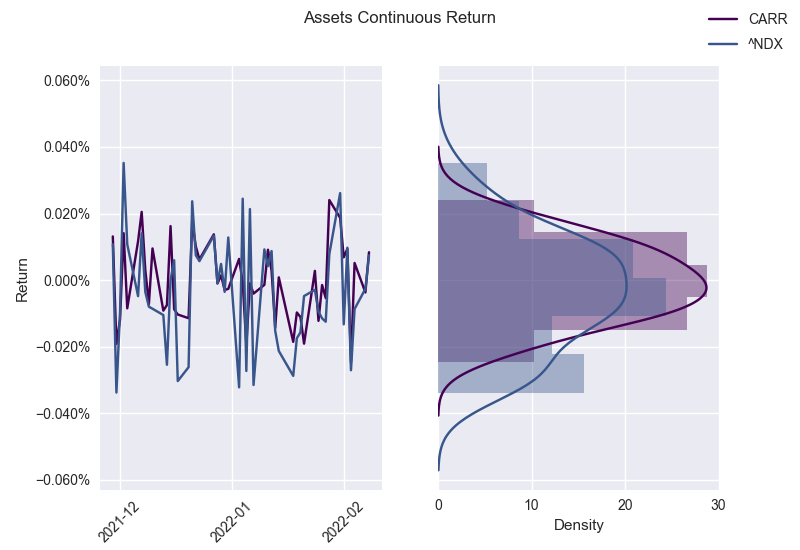 Assets Continuous Return
CARR
^NDX
0.060%
0.040%
0.020%
0.000%
−0.020%
−0.040%
−0.060%
Return
2021-12
2022-01
2022-02
0
10
20
30
Density